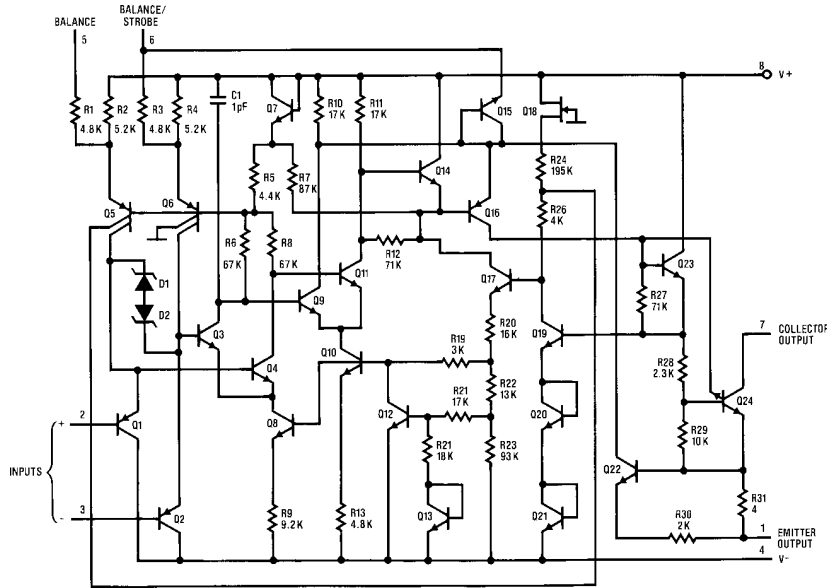 BALANCE
BALANCE/
STROBE
5
6
8
V+
R1
4.8K
R2
5.2K
R3
4.8K
R4
5.2K
C1
1pF
Q7
R10
17K
R11
17K
Q15
Q18
Q14
R24
195K
R5
4.4K
R7
87K
Q5
Q6
Q16
R26
4K
R6
67K
R8
67K
R12
71K
Q11
Q17
Q23
D1
D2
R27
71K
Q9
Q3
R20
16K
Q19
7
COLLECTOR
OUTPUT
Q10
R19
3K
R28
2.3K
Q4
R22
13K
Q24
2
+
Q1
Q8
Q12
R21
17K
Q20
R29
10K
INPUTS
R21
18K
R23
93K
Q22
R31
4
3
-
Q2
R9
9.2K
R13
4.8K
Q13
Q21
R30
2K
1
EMITTER
OUTPUT
4
V-